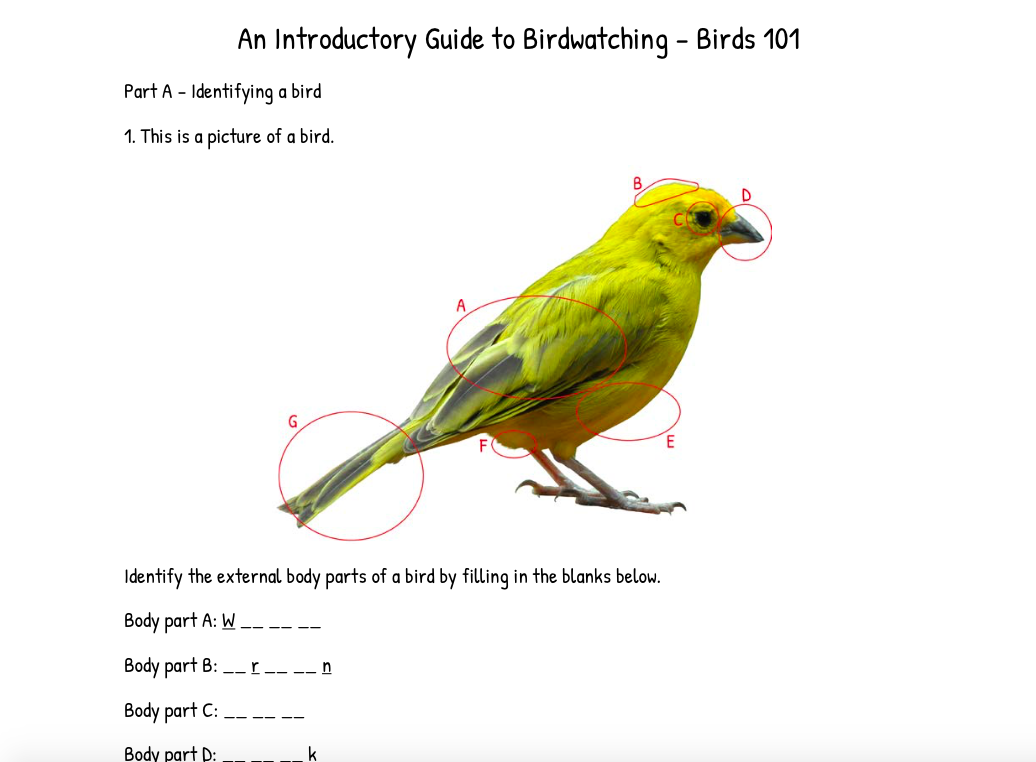 An Introductory Guide to Birdwatching – Birds 101
Part A – Identifying a bird
1. This is a picture of a bird.
B
D
C
A
G
F
E
Identify the external body parts of a bird by filling in the blanks below.
Body part A: W __ __ __
Body part B: __ r __ __ n
Body part C: __ __ __
Body part D: __ __ __ k